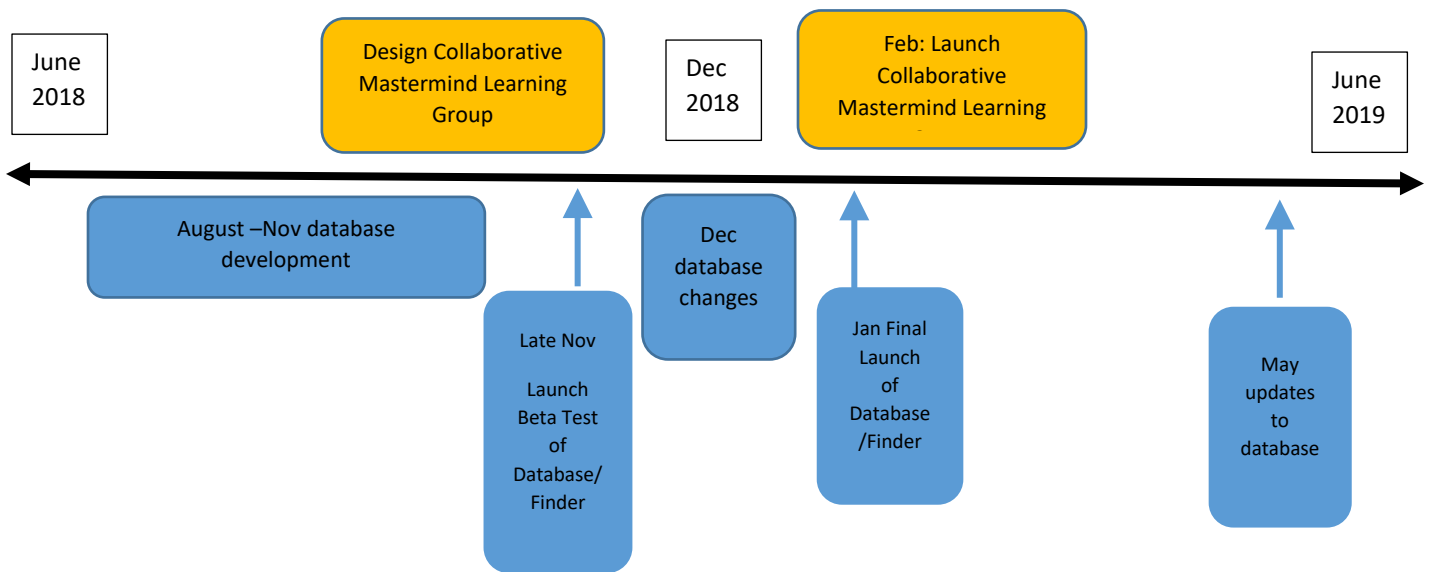 June
2018
Design Collaborative
Mastermind Learning
Group
Dec
2018
Feb: Launch
Collaborative
Mastermind Learning
June
2019
August –Nov database
development
Late Nov
Launch
Beta Test
of
Database/
Finder
Dec
database
changes
Jan Final
Launch
of
Database
/Finder
May
updates
to
database